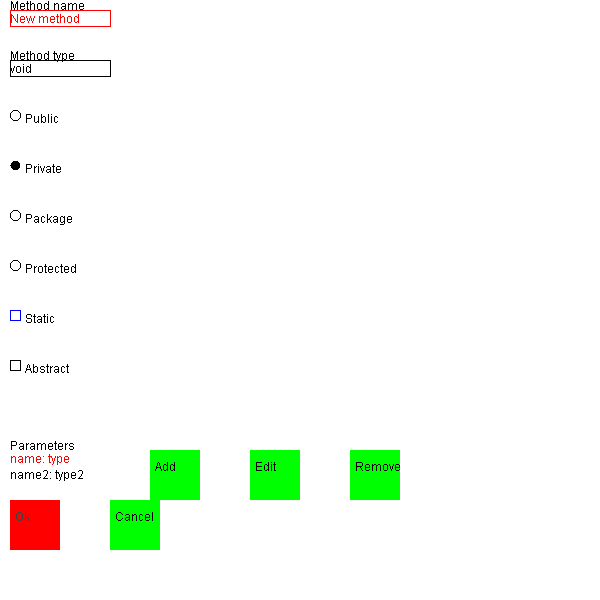 Method name
New method
Method type
void
Public
Private
Package
Protected
Static
Abstract
Parameters
name: type
name2: type2
Add
Edit
Remove
Ok
Cancel